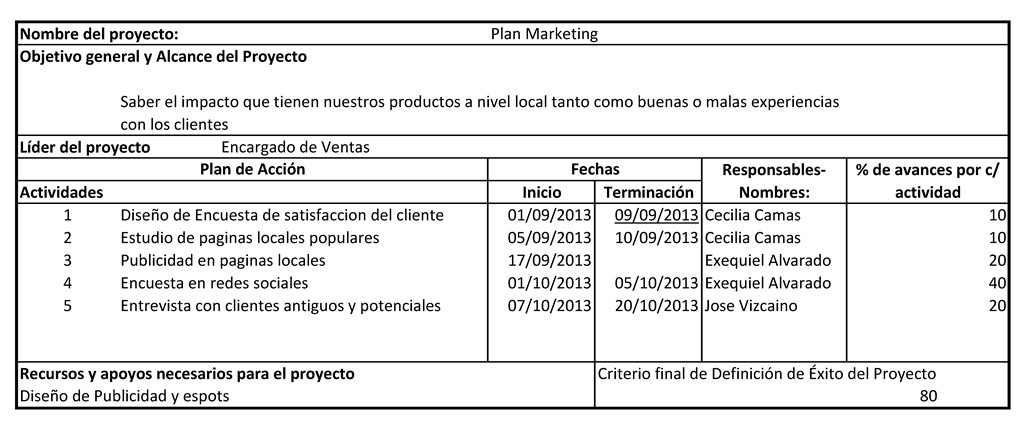 Nombre del proyecto: Plan Marketing
Objetivo general y Alcance del Proyecto
Saber el impacto que tienen nuestros productos a nivel local tanto como buenas o malas experiencias
con los clientes
Líder del proyecto Encargado de Ventas
Plan de Acción Fechas Responsables- % de avances por c/
Actividades Inicio Terminación Nombres: actividad
1 Diseño de Encuesta de satisfaccion del cliente 01/09/2013 09/09/2013 Cecilia Camas 10
2 Estudio de paginas locales populares 05/09/2013 10/09/2013 Cecilia Camas 10
3 Publicidad en paginas locales 17/09/2013 Exequiel Alvarado 20
4 Encuesta en redes sociales 01/10/2013 05/10/2013 Exequiel Alvarado 40
5 Entrevista con clientes antiguos y potenciales 07/10/2013 20/10/2013 Jose Vizcaino 20
Recursos y apoyos necesarios para el proyecto Criterio final de Definición de Éxito del Proyecto
Diseño de Publicidad y espots 80